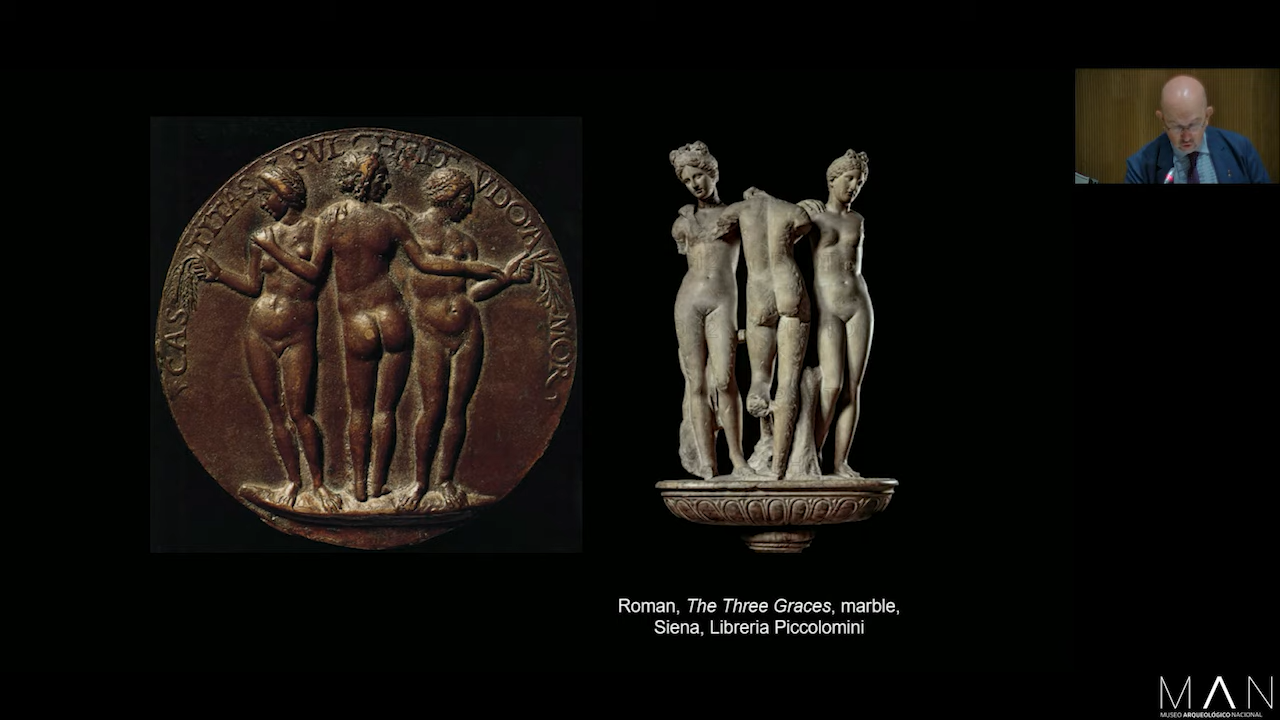 CASTITAS PVLCHRITVDO AMOR
Roman, The Three Graces, marble,
Siena, Libreria Piccolomini
MAN
MUSEO ARQUEOLÓGICO NACIONAL